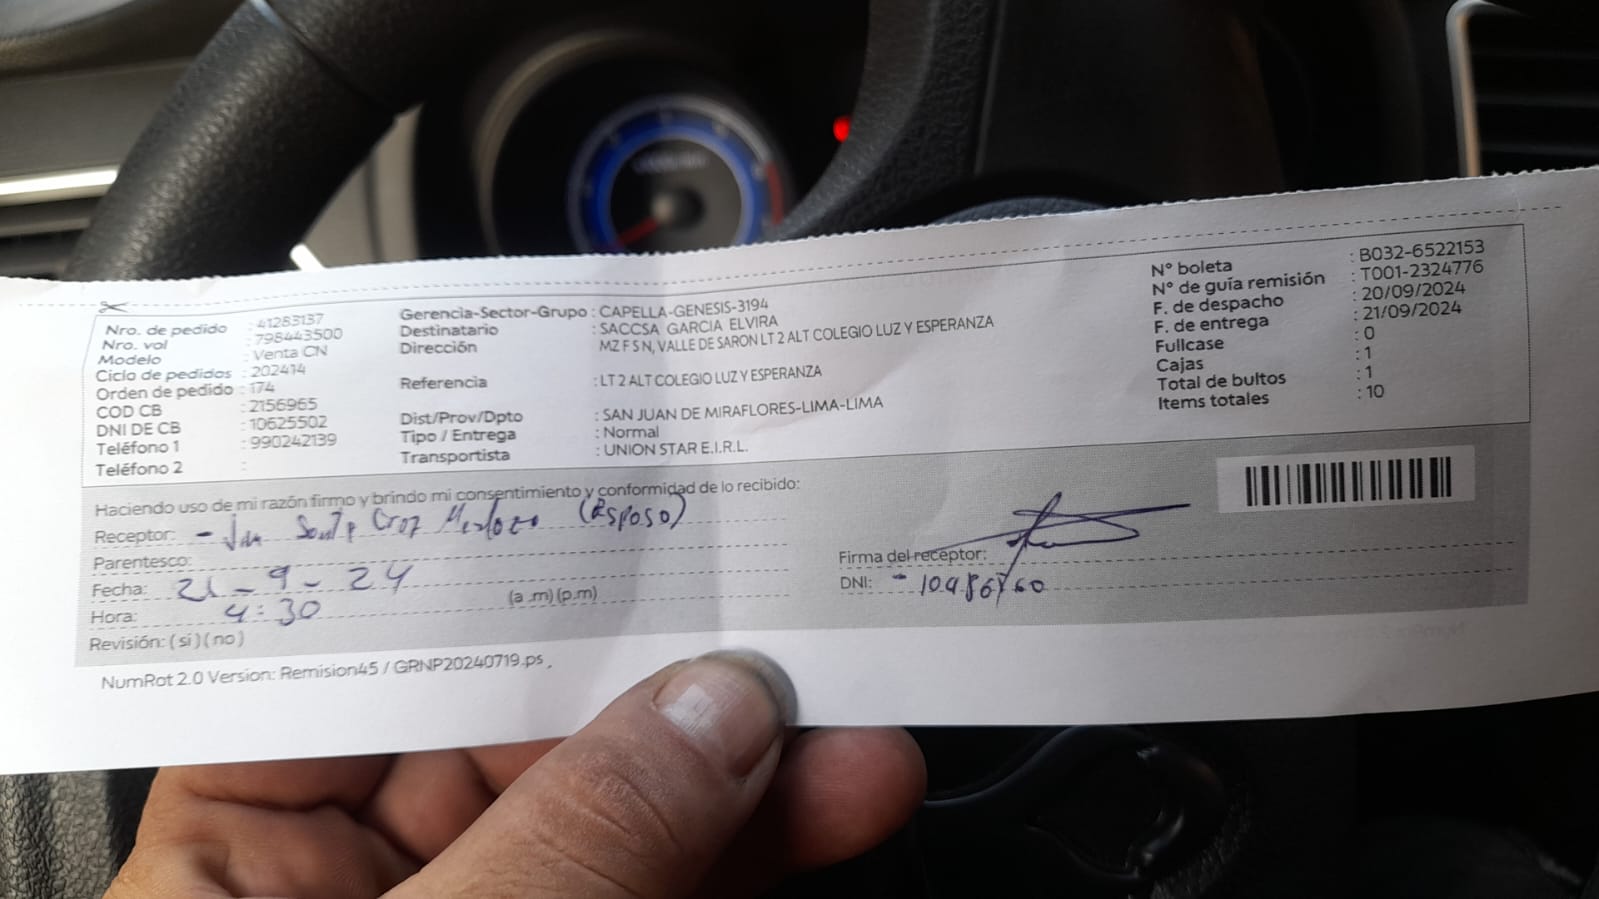 Nro. de pedido : 41283137
Nro. vol : 798443500
Modelo : Venta CN
Ciclo de pedidos : 202414
Orden de pedido : 174
COD CB : 2156965
DNI DE CB : 10625502
Teléfono 1 : 990242139
Teléfono 2 :
Gerencia-Sector-Grupo : CAPELLA-GENESIS-3194
Destinatario : SACCSA GARCIA ELVIRA
Dirección : MZ F S N, VALLE DE SARON LT 2 ALT COLEGIO LUZ Y ESPERANZA
Referencia : LT 2 ALT COLEGIO LUZ Y ESPERANZA
Dist/Prov/Dpto : SAN JUAN DE MIRAFLORES-LIMA-LIMA
Tipo / Entrega : Normal
Transportista : UNION STAR E.I.R.L.
N° boleta : B032-6522153
N° de guía remisión : T001-2324776
F. de despacho : 20/09/2024
F. de entrega : 21/09/2024
Fullcase : 0
Cajas : 1
Total de bultos : 1
Items totales : 10
Haciendo uso de mi razón firmo y brindo mi consentimiento y conformidad de lo recibido:
Receptor: - Cruz (Esposo)
Parentesco:
Fecha: 21-9-24
Hora: 4:30 (a .m) (p.m)
Revisión: ( si ) ( no )
Firma del receptor:
DNI: -
NumRot 2.0 Version: Remision45 / GRNP20240719.ps ,